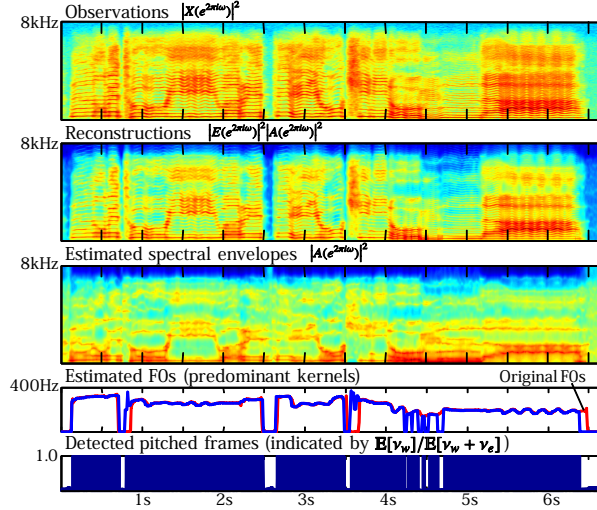 Observations |X(e^{2πiω})|^2
8kHz
Reconstructions |E(e^{2πiω})|^2|A(e^{2πiω})|^2
8kHz
Estimated spectral envelopes |A(e^{2πiω})|^2
8kHz
Estimated F0s (predominant kernels)
Original F0s
400Hz
Detected pitched frames (indicated by E[ν_w]/E[ν_w + ν_e])
1.0
1s 2s 3s 4s 5s 6s